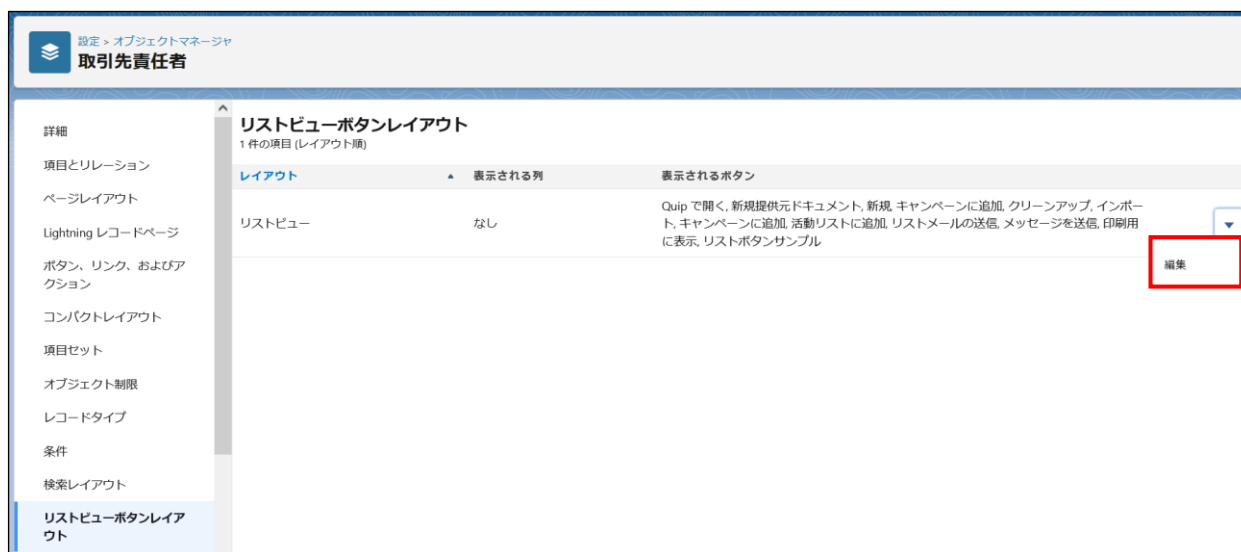 設定 > オブジェクトマネージャ
取引先責任者
詳細
項目とリレーション
ページレイアウト
Lightning レコードページ
ボタン、リンク、およびア
クション
コンパクトレイアウト
項目セット
オブジェクト制限
レコードタイプ
条件
検索レイアウト
リストビューボタンレイア
ウト
リストビューボタンレイアウト
1 件の項目 (レイアウト順)
レイアウト 表示される列 表示されるボタン
リストビュー なし
Quip で開く, 新規提供元ドキュメント, 新規, キャンペーンに追加, クリーンアップ, インポー
ト, キャンペーンに追加, 活動リストに追加, リストメールの送信, メッセージを送信, 印刷用
に表示, リストボタンサンプル
編集